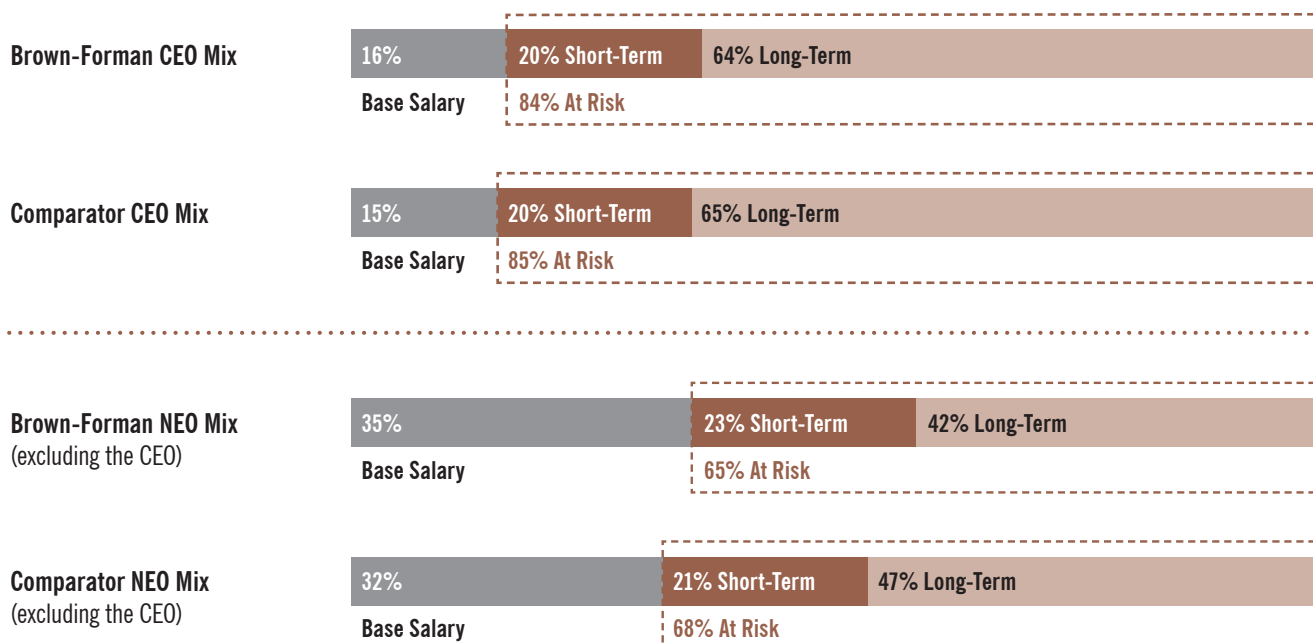 Brown-Forman CEO Mix
16% 20% Short-Term 64% Long-Term
Base Salary 84% At Risk
Comparator CEO Mix
15% 20% Short-Term 65% Long-Term
Base Salary 85% At Risk
Brown-Forman NEO Mix
(excluding the CEO)
35% 23% Short-Term 42% Long-Term
Base Salary 65% At Risk
Comparator NEO Mix
(excluding the CEO)
32% 21% Short-Term 47% Long-Term
Base Salary 68% At Risk